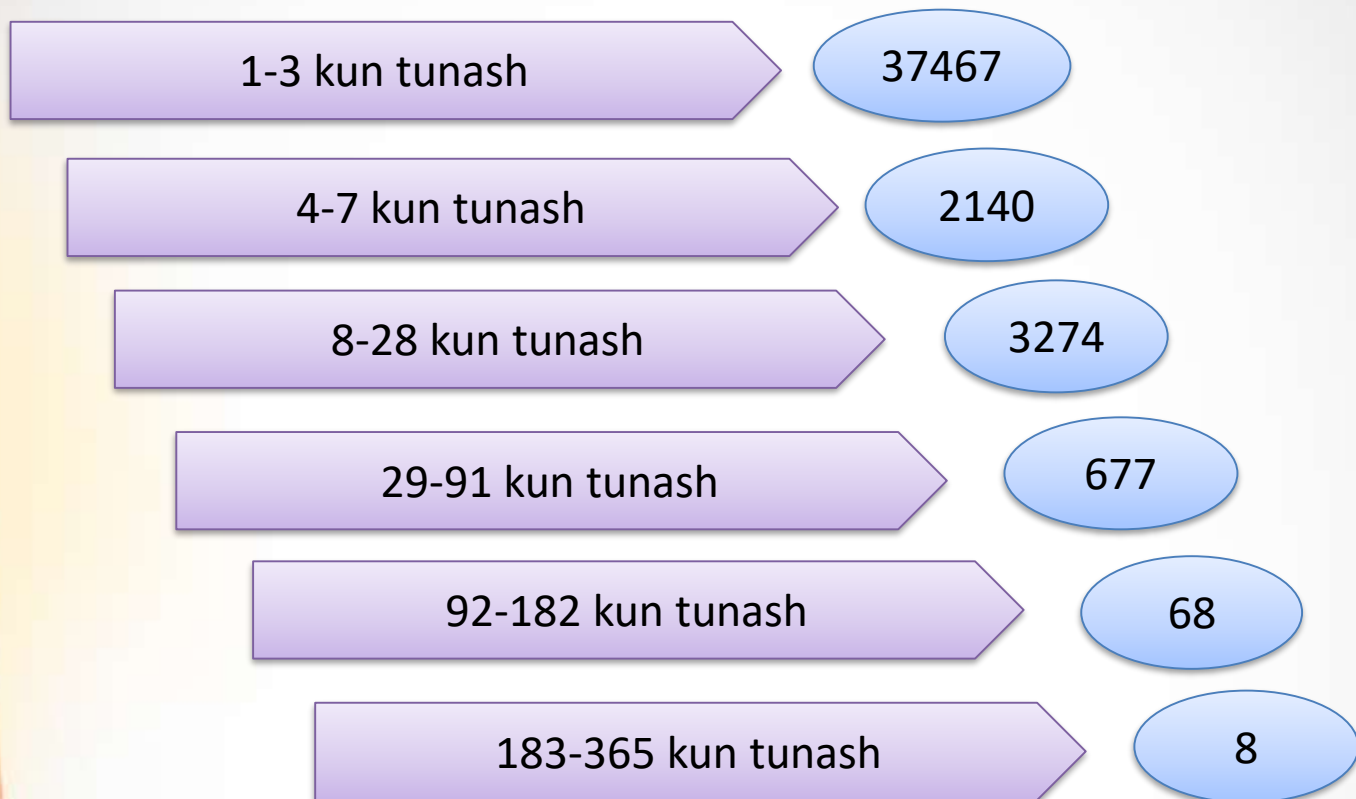 1-3 kun tunash 37467
4-7 kun tunash 2140
8-28 kun tunash 3274
29-91 kun tunash 677
92-182 kun tunash 68
183-365 kun tunash 8